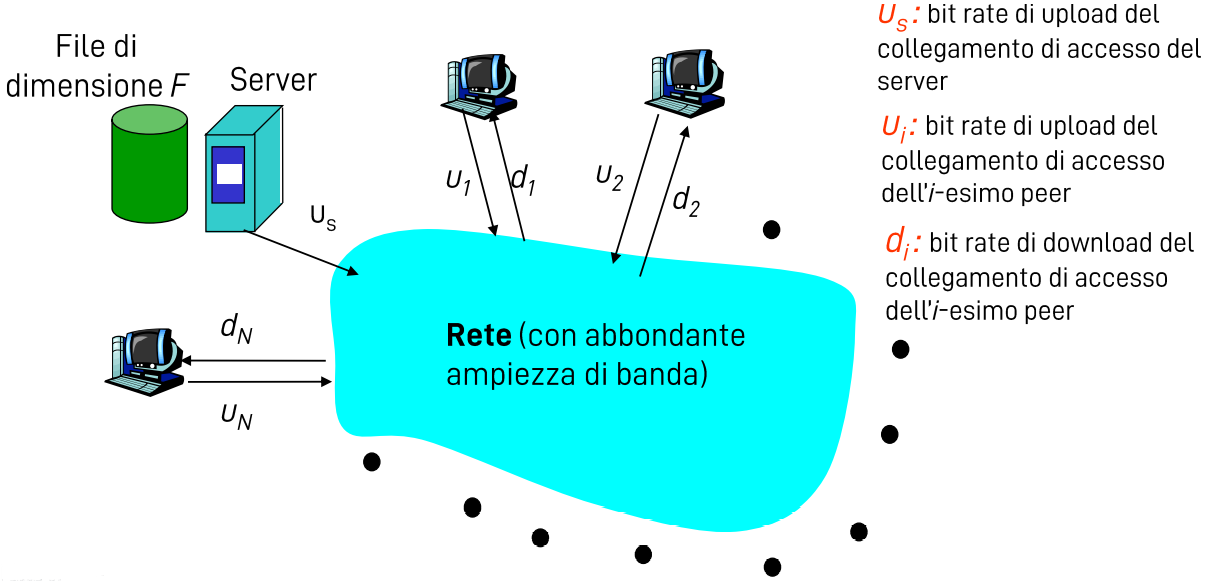 File di
dimensione F
Server
u_s
u_1
d_1
u_2
d_2
d_N
u_N
Rete (con abbondante
ampiezza di banda)
u_s: bit rate di upload del
collegamento di accesso del
server
u_i: bit rate di upload del
collegamento di accesso
dell'i-esimo peer
d_i: bit rate di download del
collegamento di accesso
dell'i-esimo peer